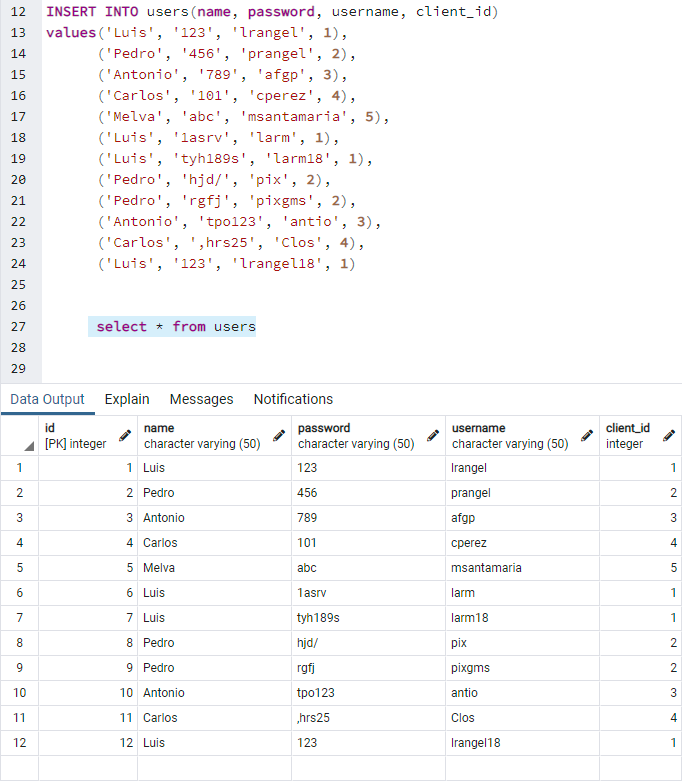 12 INSERT INTO users(name, password, username, client_id)
13 values('Luis', '123', 'lrangel', 1),
14 ('Pedro', '456', 'prangel', 2),
15 ('Antonio', '789', 'afgp', 3),
16 ('Carlos', '101', 'cperez', 4),
17 ('Melva', 'abc', 'msantamaria', 5),
18 ('Luis', '1asrv', 'larm', 1),
19 ('Luis', 'tyh189s', 'larm18', 1),
20 ('Pedro', 'hjd/', 'pix', 2),
21 ('Pedro', 'rgfj', 'pixgms', 2),
22 ('Antonio', 'tpo123', 'antio', 3),
23 ('Carlos', ',hrs25', 'Clos', 4),
24 ('Luis', '123', 'lrangel18', 1)
25
26
27 select * from users
28
29
Data Output Explain Messages Notifications
id name password username client_id
[PK] integer character varying (50) character varying (50) character varying (50) integer
1 1 Luis 123 lrangel 1
2 2 Pedro 456 prangel 2
3 3 Antonio 789 afgp 3
4 4 Carlos 101 cperez 4
5 5 Melva abc msantamaria 5
6 6 Luis 1asrv larm 1
7 7 Luis tyh189s larm18 1
8 8 Pedro hjd/ pix 2
9 9 Pedro rgfj pixgms 2
10 10 Antonio tpo123 antio 3
11 11 Carlos ,hrs25 Clos 4
12 12 Luis 123 lrangel18 1